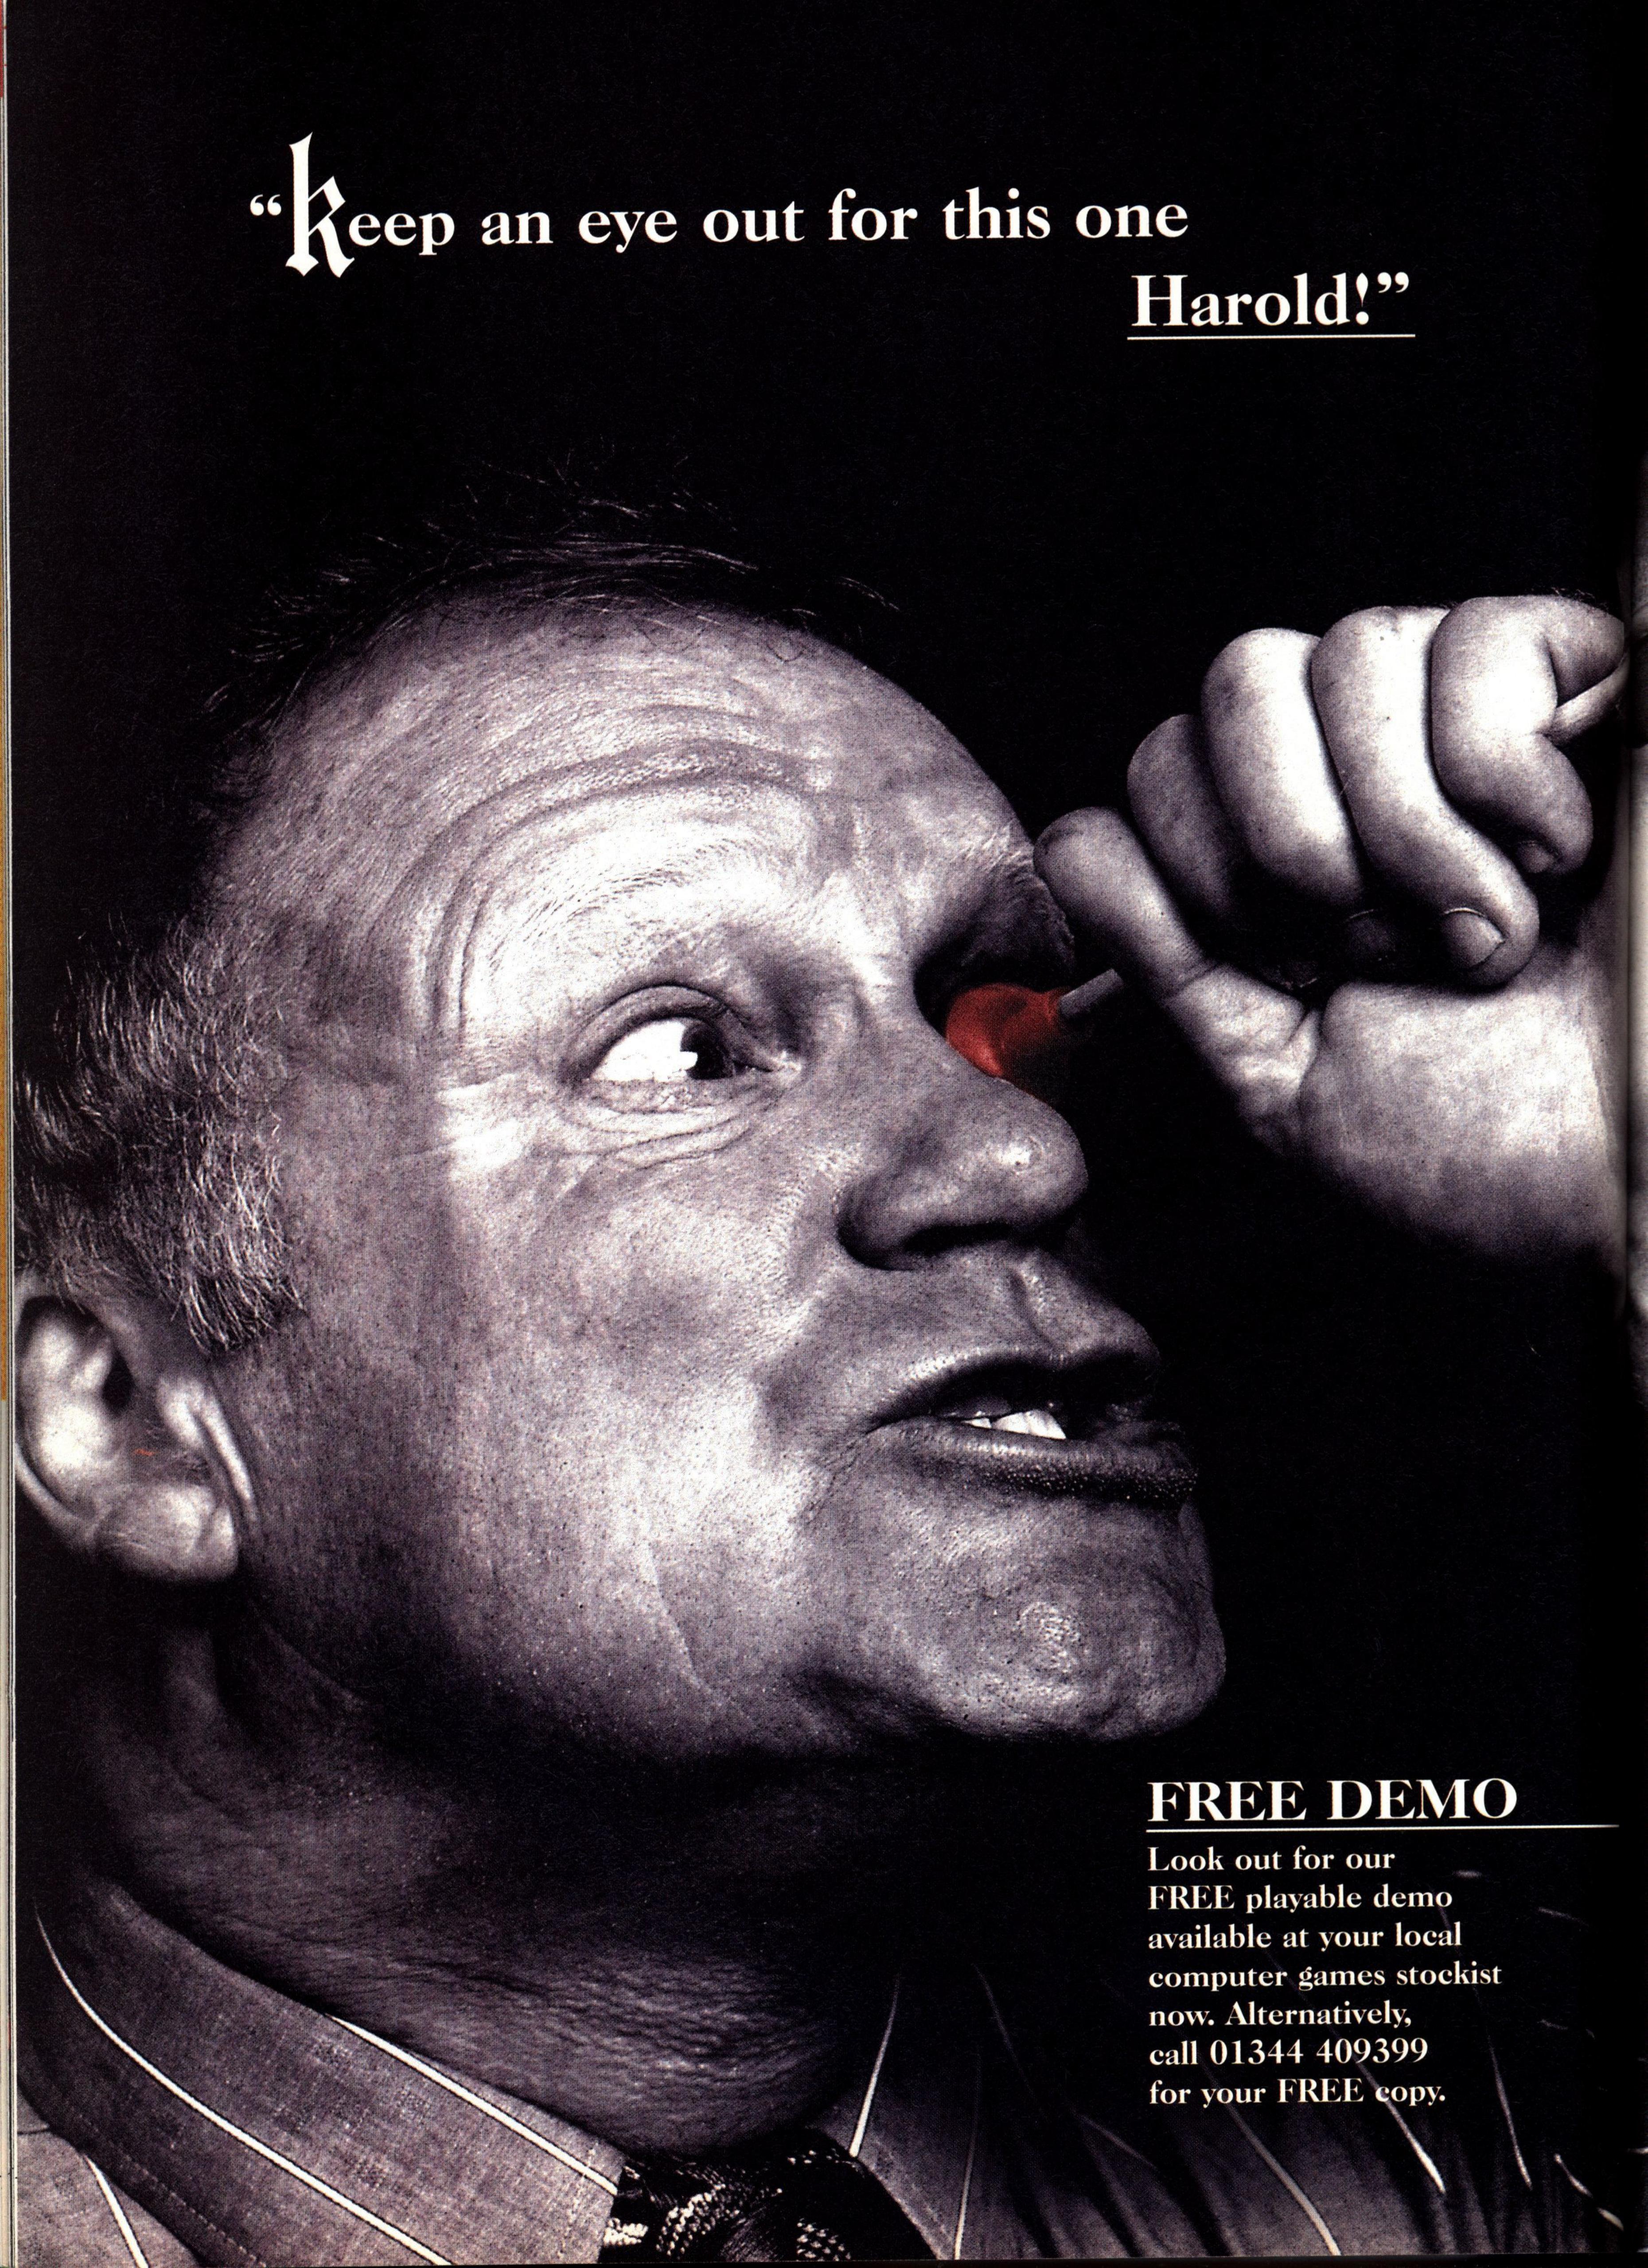 “Keep an eye out for this one
Harold!”
FREE DEMO
Look out for our
FREE playable demo
available at your local
computer games stockist
now. Alternatively,
call 01344 409399
for your FREE copy.